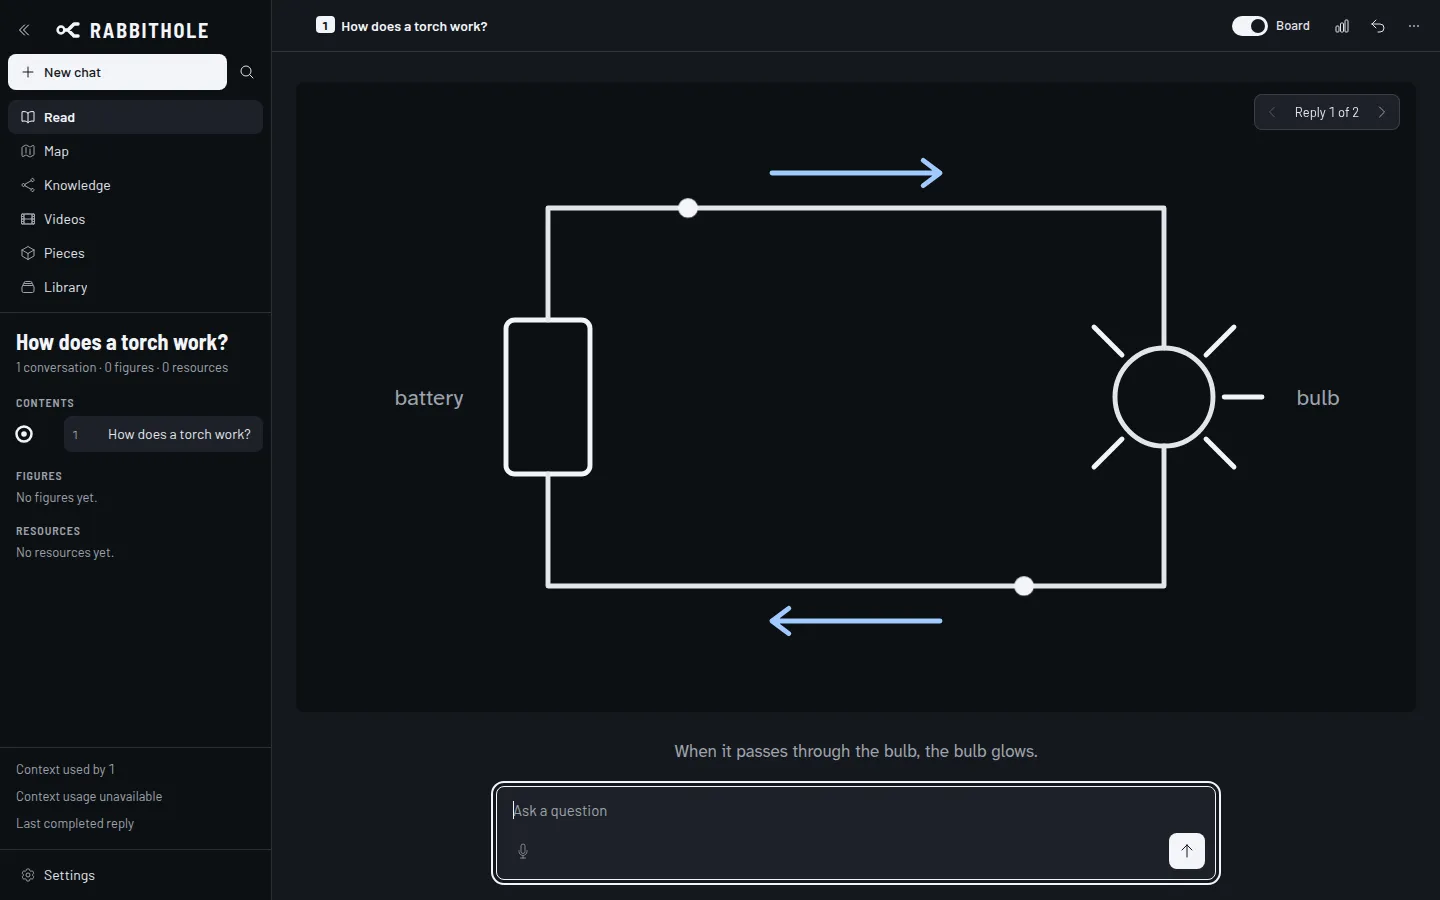 RABBITHOLE
New chat
Read
Map
Knowledge
Videos
Pieces
Library
How does a torch work?
1 conversation · 0 figures · 0 resources
CONTENTS
1 How does a torch work?
FIGURES
No figures yet.
RESOURCES
No resources yet.
Context used by 1
Context usage unavailable
Last completed reply
Settings
1 How does a torch work?
Board
Reply 1 of 2
battery
bulb
When it passes through the bulb, the bulb glows.
Ask a question